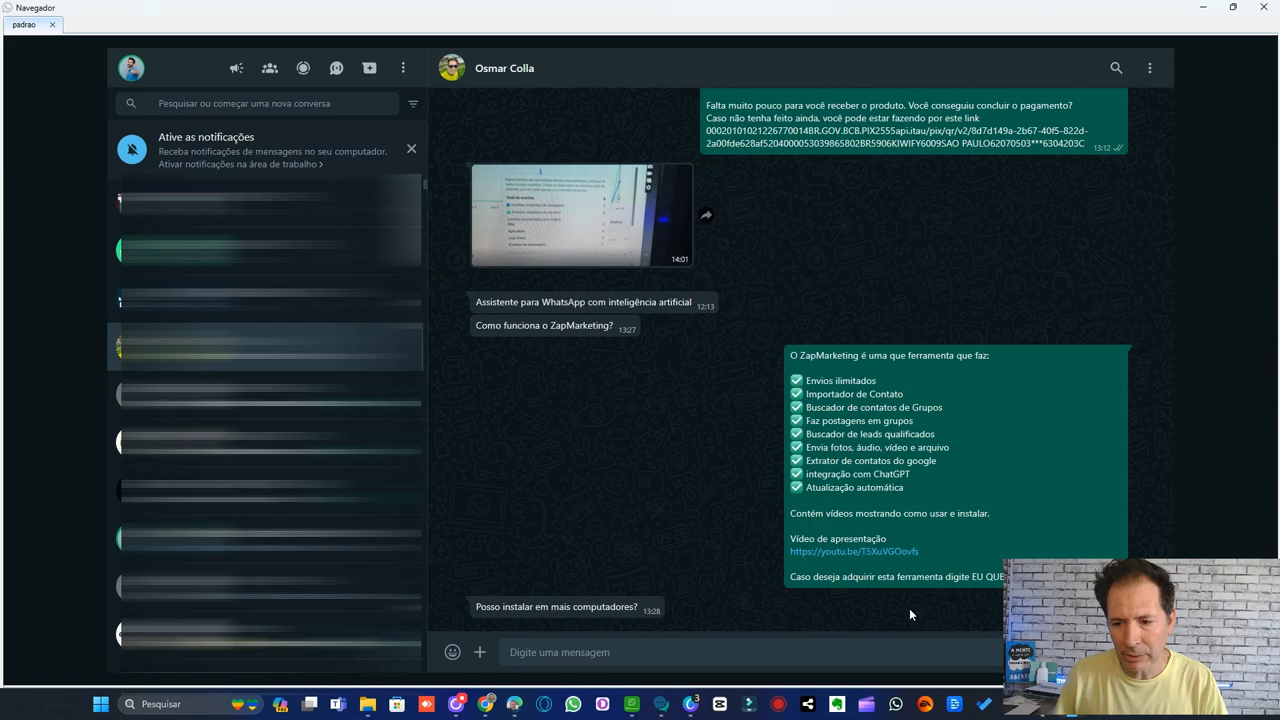 Navegador
padrao
Osmar Colla
Pesquisar ou começar uma nova conversa
Ative as notificações
Receba notificações de mensagens no seu computador.
Ativar notificações na área de trabalho >
Falta muito pouco para você receber o produto. Você conseguiu concluir o pagamento?
Caso não tenha feito ainda, você pode estar fazendo por este link
00020101021226770014BR.GOV.BCB.PIX2555api.itau/pix/qr/v2/8d7d149a-2b67-40f5-822d-
2a00fde628af5204000053039865802BR5906KIWIFY6009SAO PAULO62070503***6304203C
13:12
14:01
Assistente para WhatsApp com inteligência artificial 12:13
Como funciona o ZapMarketing? 13:27
O ZapMarketing é uma que ferramenta que faz:
✅ Envios ilimitados
✅ Importador de Contato
✅ Buscador de contatos de Grupos
✅ Faz postagens em grupos
✅ Buscador de leads qualificados
✅ Envia fotos, áudio, vídeo e arquivo
✅ Extrator de contatos do google
✅ integração com ChatGPT
✅ Atualização automática
Contém vídeos mostrando como usar e instalar.
Vídeo de apresentação
https://youtu.be/T5XuVGOovfs
Caso deseja adquirir esta ferramenta digite EU QUE
Posso instalar em mais computadores? 13:28
Digite uma mensagem
A MENTE
ABERTA
Pesquisar
3